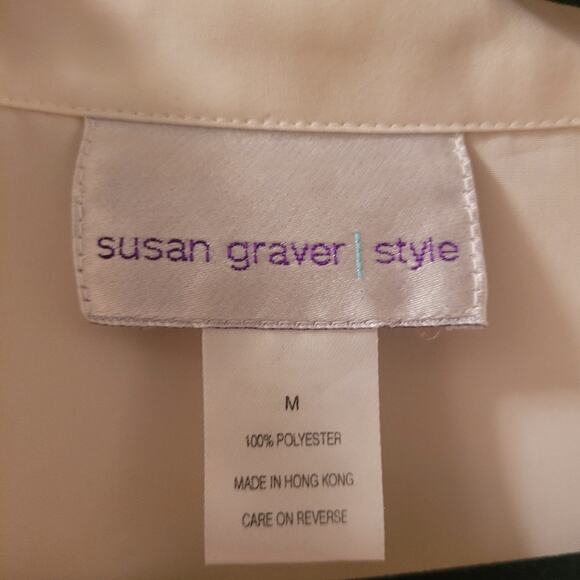 susan graver | style
M
100% POLYESTER
MADE IN HONG KONG
CARE ON REVERSE